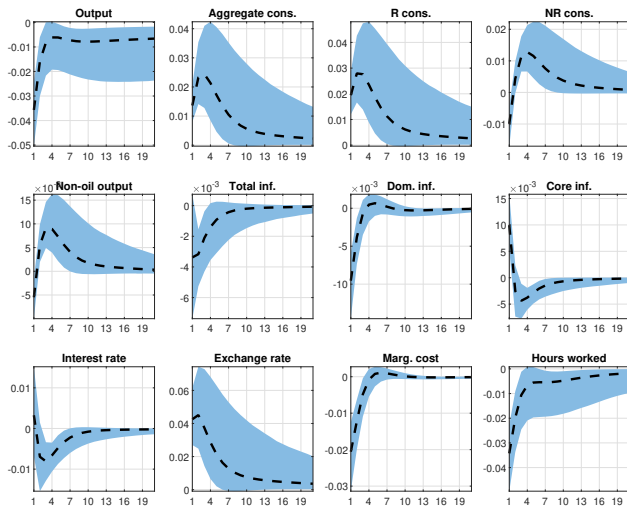 Output Aggregate cons. R cons. NR cons.
0 0.04 0.04 0.02
-0.01 0.03 0.03 0.01
-0.02 0.02 0.02 0
-0.03 0.01 0.01 -0.01
-0.04 0 0
-0.05
1 4 7 10 13 16 19 1 4 7 10 13 16 19 1 4 7 10 13 16 19 1 4 7 10 13 16 19
×10-3 Non-oil output ×10-3 Total inf. ×10-3 Dom. inf. ×10-3 Core inf.
15 0 0 15
10 -2 -5 10
5 -4 -10 5
0 -6 0
-5 -5
1 4 7 10 13 16 19 1 4 7 10 13 16 19 1 4 7 10 13 16 19 1 4 7 10 13 16 19
Interest rate Exchange rate Marg. cost Hours worked
0.01 0.06 0 0
0 0.04 -0.01 -0.01
-0.01 0.02 -0.02 -0.02
0 -0.03 -0.03
-0.04
1 4 7 10 13 16 19 1 4 7 10 13 16 19 1 4 7 10 13 16 19 1 4 7 10 13 16 19